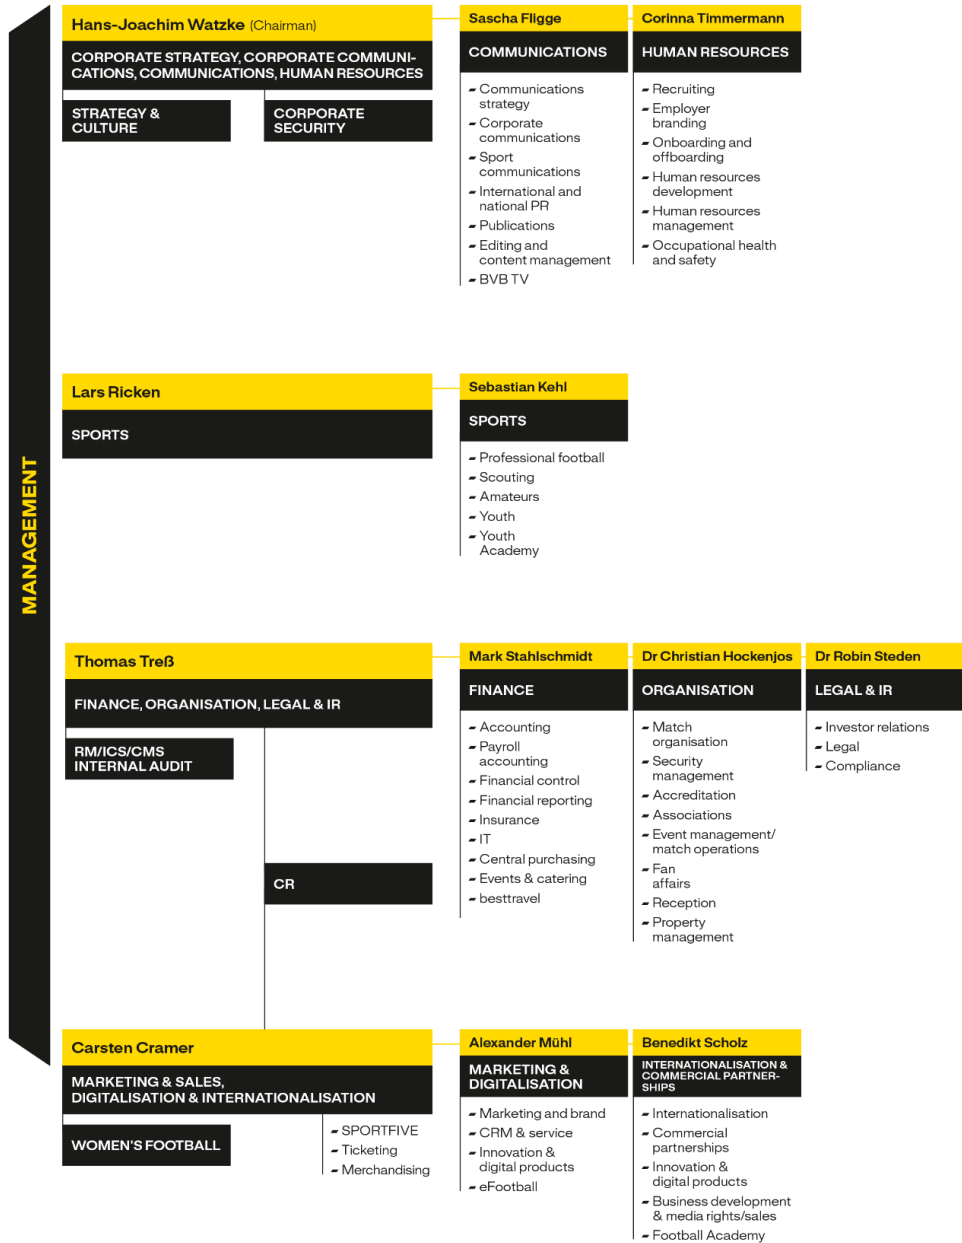 MANAGEMENT
Hans-Joachim Watzke (Chairman)
CORPORATE STRATEGY, CORPORATE COMMUNI-
CATIONS, COMMUNICATIONS, HUMAN RESOURCES
STRATEGY &
CULTURE
CORPORATE
SECURITY
Sascha Fligge
COMMUNICATIONS
Communications
strategy
Corporate
communications
Sport
communications
International and
national PR
Publications
Editing and
content management
BVB TV
Corinna Timmermann
HUMAN RESOURCES
Recruiting
Employer
branding
Onboarding and
offboarding
Human resources
development
Human resources
management
Occupational health
and safety
Lars Ricken
SPORTS
Sebastian Kehl
SPORTS
Professional football
Scouting
Amateurs
Youth
Youth
Academy
Thomas Treß
FINANCE, ORGANISATION, LEGAL & IR
RM/ICS/CMS
INTERNAL AUDIT
CR
Mark Stahlschmidt
FINANCE
Accounting
Payroll
accounting
Financial control
Financial reporting
Insurance
IT
Central purchasing
Events & catering
besttravel
Dr Christian Hockenjos
ORGANISATION
Match
organisation
Security
management
Accreditation
Associations
Event management/
match operations
Fan
affairs
Reception
Property
management
Dr Robin Steden
LEGAL & IR
Investor relations
Legal
Compliance
Carsten Cramer
MARKETING & SALES,
DIGITALISATION & INTERNATIONALISATION
WOMEN'S FOOTBALL
SPORTFIVE
Ticketing
Merchandising
Alexander Mühl
MARKETING &
DIGITALISATION
Marketing and brand
CRM & service
Innovation &
digital products
eFootball
Benedikt Scholz
INTERNATIONALISATION &
COMMERCIAL PARTNER-
SHIPS
Internationalisation
Commercial
partnerships
Innovation &
digital products
Business development
& media rights/sales
Football Academy